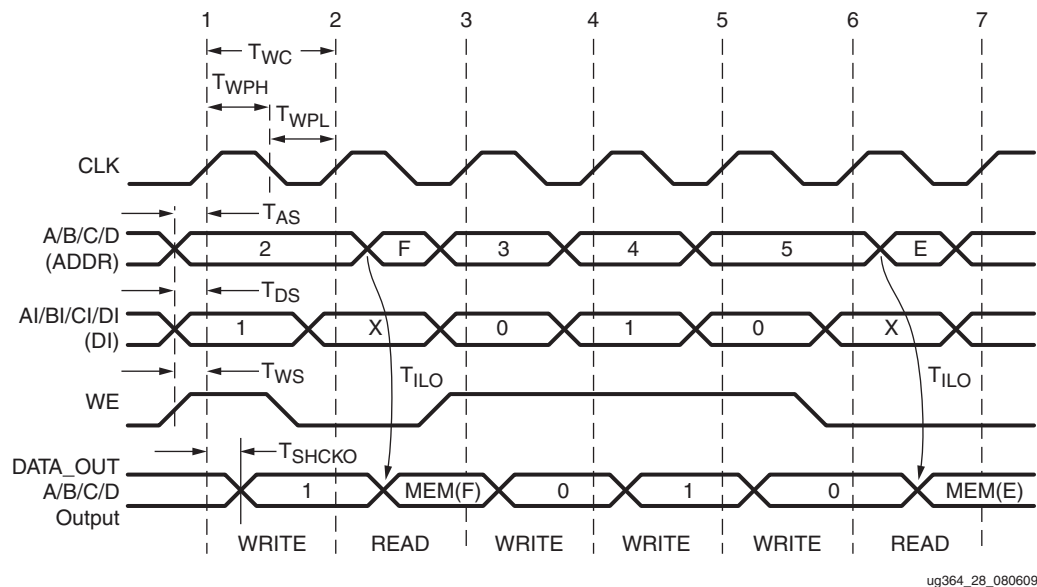 1 2 3 4 5 6 7
TWC
TWPH
TWPL
CLK
TAS
A/B/C/D
(ADDR)
2 F 3 4 5 E
TDS
AI/BI/CI/DI
(DI)
1 X 0 1 0 X
TWS
TILO TILO
WE
TSHCKO
DATA_OUT
A/B/C/D
Output
1 MEM(F) 0 1 0 MEM(E)
WRITE READ WRITE WRITE WRITE READ
ug364_28_080609